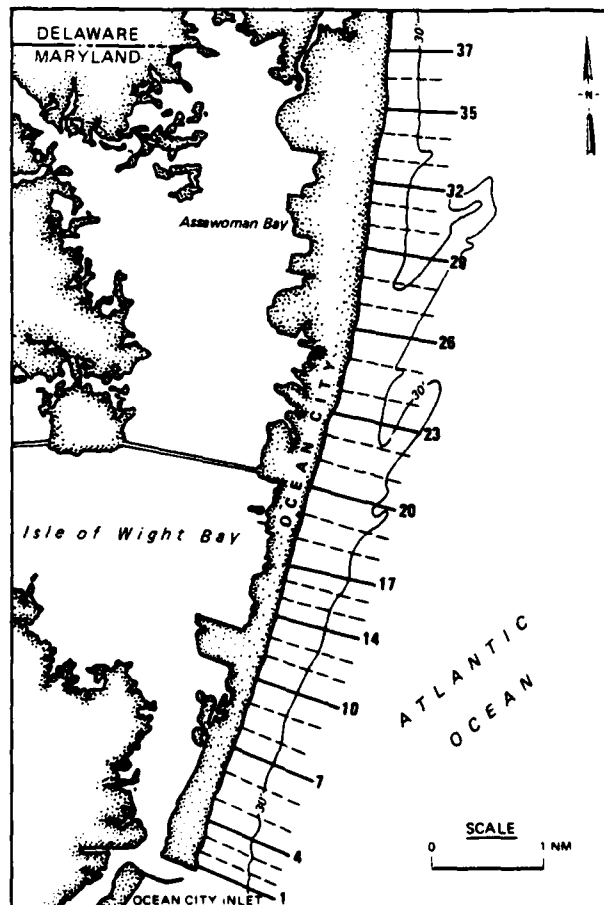 DELAWARE
MARYLAND
30'
37
N
35
32
Assawoman Bay
29
26
OCEAN CITY
30'
23
20
Isle of Wight Bay
17
14
ATLANTIC
OCEAN
10
7
30'
SCALE
0 1 NM
4
1
OCEAN CITY INLET